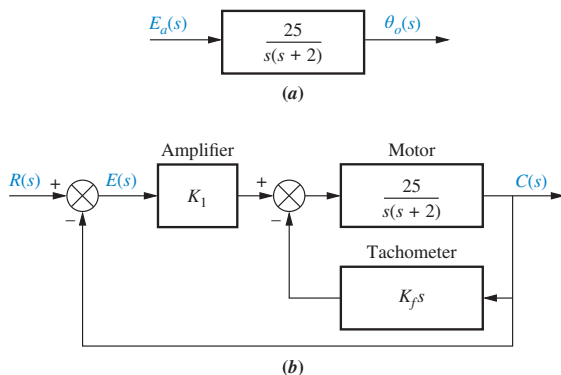 E_a(s)
25
s(s + 2)
θ_o(s)
(a)
Amplifier
Motor
R(s) + E(s)
K_1
+
25
s(s + 2)
C(s)
−
−
Tachometer
K_f s
(b)